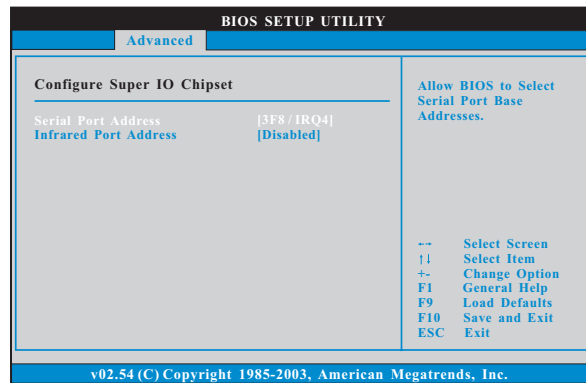 BIOS SETUP UTILITY
Advanced
Configure Super IO Chipset
Serial Port Address [3F8 / IRQ4]
Infrared Port Address [Disabled]
Allow BIOS to Select
Serial Port Base
Addresses.
←→ Select Screen
↑↓ Select Item
+- Change Option
F1 General Help
F9 Load Defaults
F10 Save and Exit
ESC Exit
v02.54 (C) Copyright 1985-2003, American Megatrends, Inc.